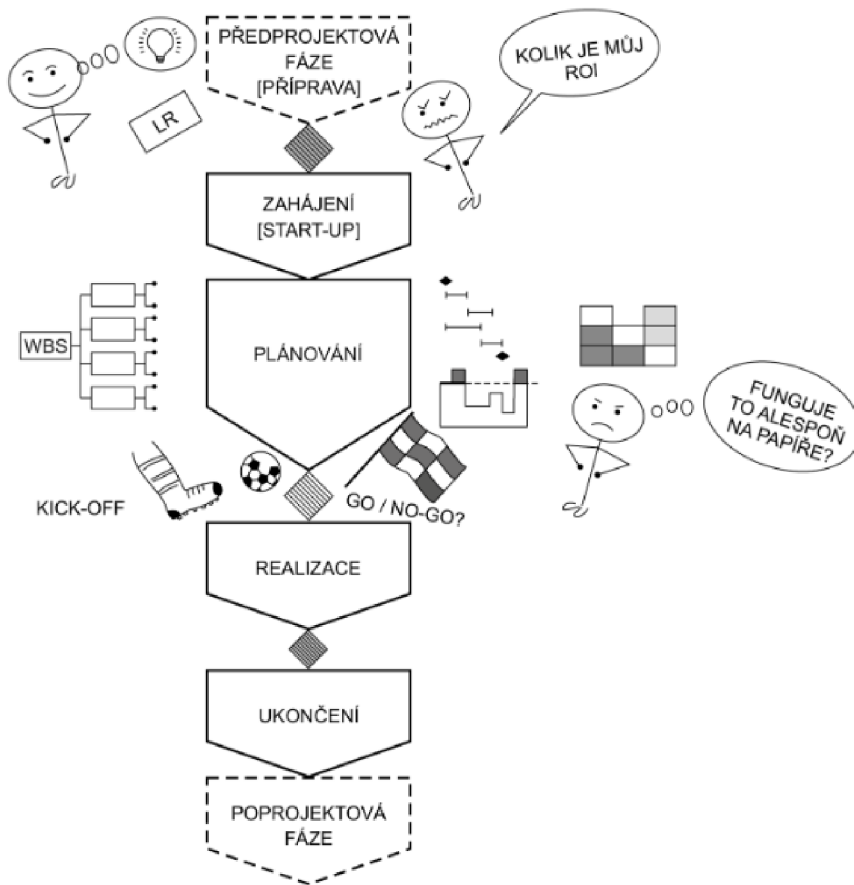 PŘEDPROJEKTOVÁ
FÁZE
[PŘÍPRAVA]
KOLIK JE MŮJ
ROI
LR
ZAHÁJENÍ
[START-UP]
WBS
PLÁNOVÁNÍ
FUNGUJE
TO ALESPOŇ
NA PAPÍŘE?
KICK-OFF
GO / NO-GO?
REALIZACE
UKONČENÍ
POPROJEKTOVÁ
FÁZE